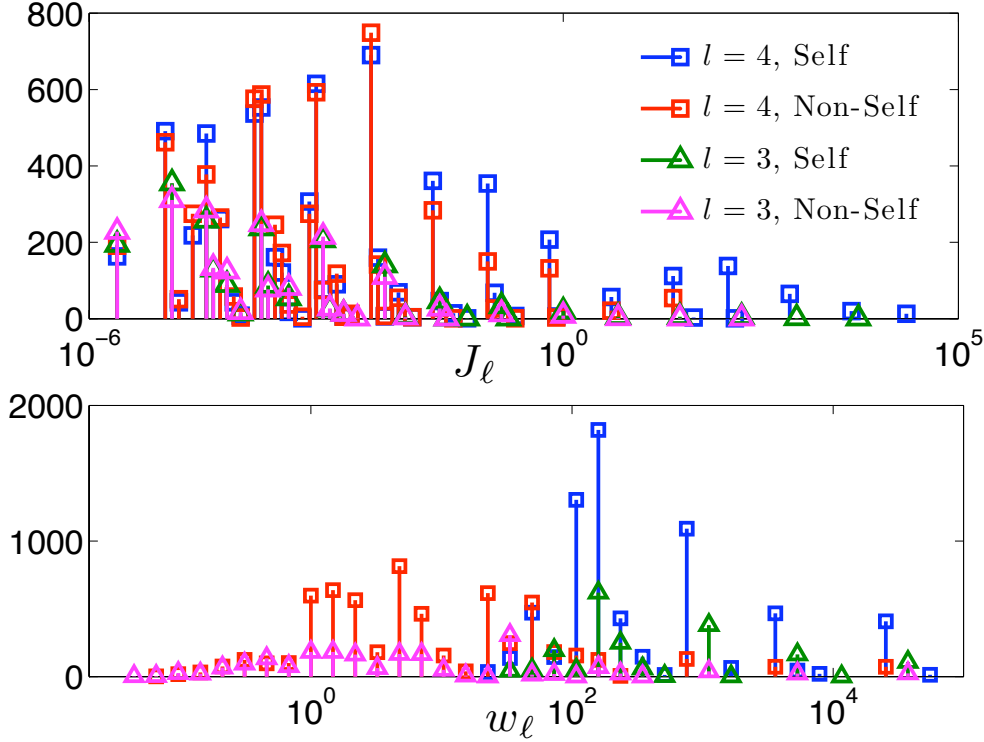 800
600
400
200
0
l = 4, Self
l = 4, Non-Self
l = 3, Self
l = 3, Non-Self
10^-6
10^0
10^5
J_ℓ
2000
1000
0
10^0
10^2
10^4
w_ℓ